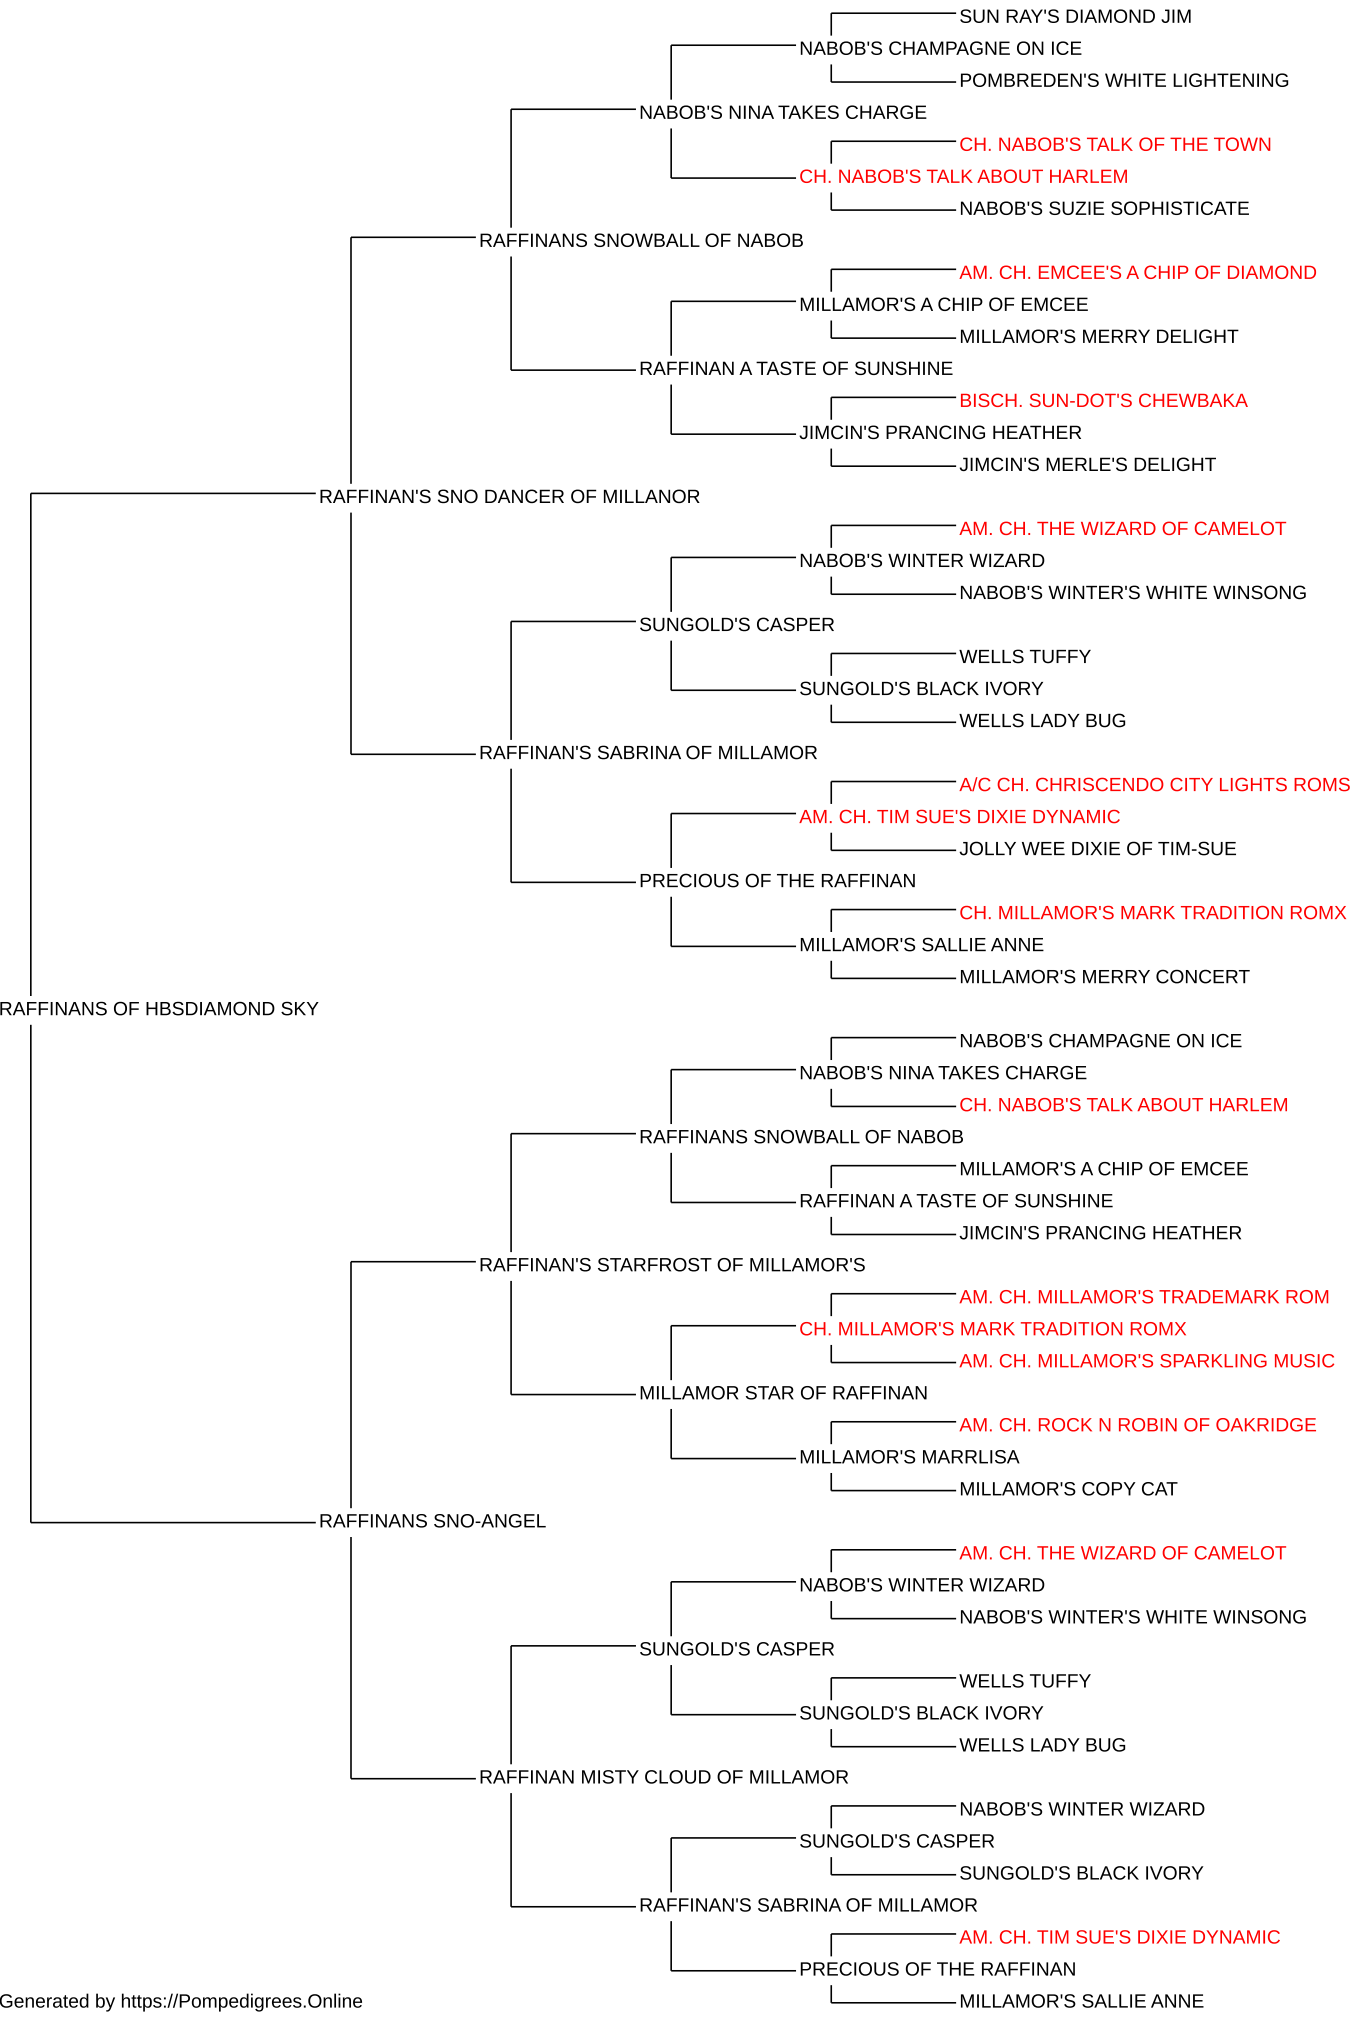 SUN RAY'S DIAMOND JIM
NABOB'S CHAMPAGNE ON ICE
POMBREDEN'S WHITE LIGHTENING
NABOB'S NINA TAKES CHARGE
CH. NABOB'S TALK OF THE TOWN
CH. NABOB'S TALK ABOUT HARLEM
NABOB'S SUZIE SOPHISTICATE
RAFFINANS SNOWBALL OF NABOB
AM. CH. EMCEE'S A CHIP OF DIAMOND
MILLAMOR'S A CHIP OF EMCEE
MILLAMOR'S MERRY DELIGHT
RAFFINAN A TASTE OF SUNSHINE
BISCH. SUN-DOT'S CHEWBAKA
JIMCIN'S PRANCING HEATHER
JIMCIN'S MERLE'S DELIGHT
RAFFINAN'S SNO DANCER OF MILLANOR
AM. CH. THE WIZARD OF CAMELOT
NABOB'S WINTER WIZARD
NABOB'S WINTER'S WHITE WINSONG
SUNGOLD'S CASPER
WELLS TUFFY
SUNGOLD'S BLACK IVORY
WELLS LADY BUG
RAFFINAN'S SABRINA OF MILLAMOR
A/C CH. CHRISCENDO CITY LIGHTS ROMS
AM. CH. TIM SUE'S DIXIE DYNAMIC
JOLLY WEE DIXIE OF TIM-SUE
PRECIOUS OF THE RAFFINAN
CH. MILLAMOR'S MARK TRADITION ROMX
MILLAMOR'S SALLIE ANNE
MILLAMOR'S MERRY CONCERT
RAFFINANS OF HBSDIAMOND SKY
NABOB'S CHAMPAGNE ON ICE
NABOB'S NINA TAKES CHARGE
CH. NABOB'S TALK ABOUT HARLEM
RAFFINANS SNOWBALL OF NABOB
MILLAMOR'S A CHIP OF EMCEE
RAFFINAN A TASTE OF SUNSHINE
JIMCIN'S PRANCING HEATHER
RAFFINAN'S STARFROST OF MILLAMOR'S
AM. CH. MILLAMOR'S TRADEMARK ROM
CH. MILLAMOR'S MARK TRADITION ROMX
AM. CH. MILLAMOR'S SPARKLING MUSIC
MILLAMOR STAR OF RAFFINAN
AM. CH. ROCK N ROBIN OF OAKRIDGE
MILLAMOR'S MARRLISA
MILLAMOR'S COPY CAT
RAFFINANS SNO-ANGEL
AM. CH. THE WIZARD OF CAMELOT
NABOB'S WINTER WIZARD
NABOB'S WINTER'S WHITE WINSONG
SUNGOLD'S CASPER
WELLS TUFFY
SUNGOLD'S BLACK IVORY
WELLS LADY BUG
RAFFINAN MISTY CLOUD OF MILLAMOR
NABOB'S WINTER WIZARD
SUNGOLD'S CASPER
SUNGOLD'S BLACK IVORY
RAFFINAN'S SABRINA OF MILLAMOR
AM. CH. TIM SUE'S DIXIE DYNAMIC
PRECIOUS OF THE RAFFINAN
MILLAMOR'S SALLIE ANNE
Generated by https://Pompedigrees.Online